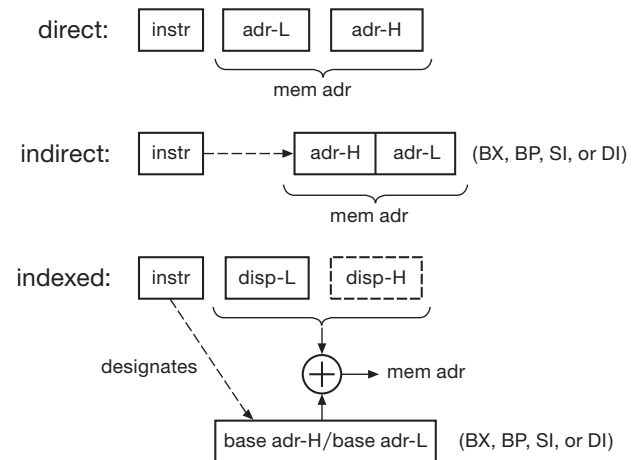 direct: instr adr-L adr-H
mem adr
indirect: instr adr-H adr-L (BX, BP, SI, or DI)
mem adr
indexed: instr disp-L disp-H
designates
+ mem adr
base adr-H/base adr-L (BX, BP, SI, or DI)